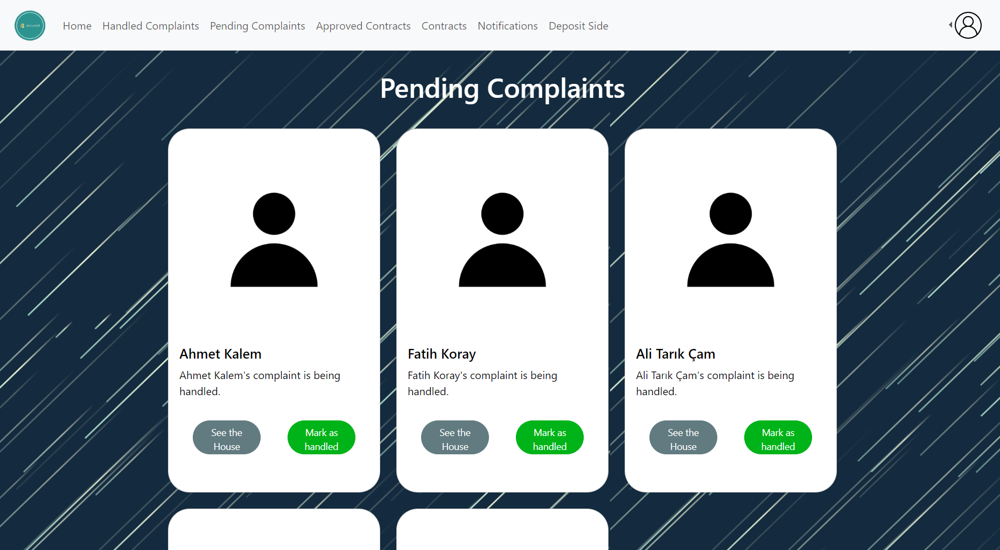 securent
Home Handled Complaints Pending Complaints Approved Contracts Contracts Notifications Deposit Side
Pending Complaints
Ahmet Kalem
Ahmet Kalem's complaint is being
handled.
See the
House
Mark as
handled
Fatih Koray
Fatih Koray's complaint is being
handled.
See the
House
Mark as
handled
Ali Tarık Çam
Ali Tarık Çam's complaint is being
handled.
See the
House
Mark as
handled